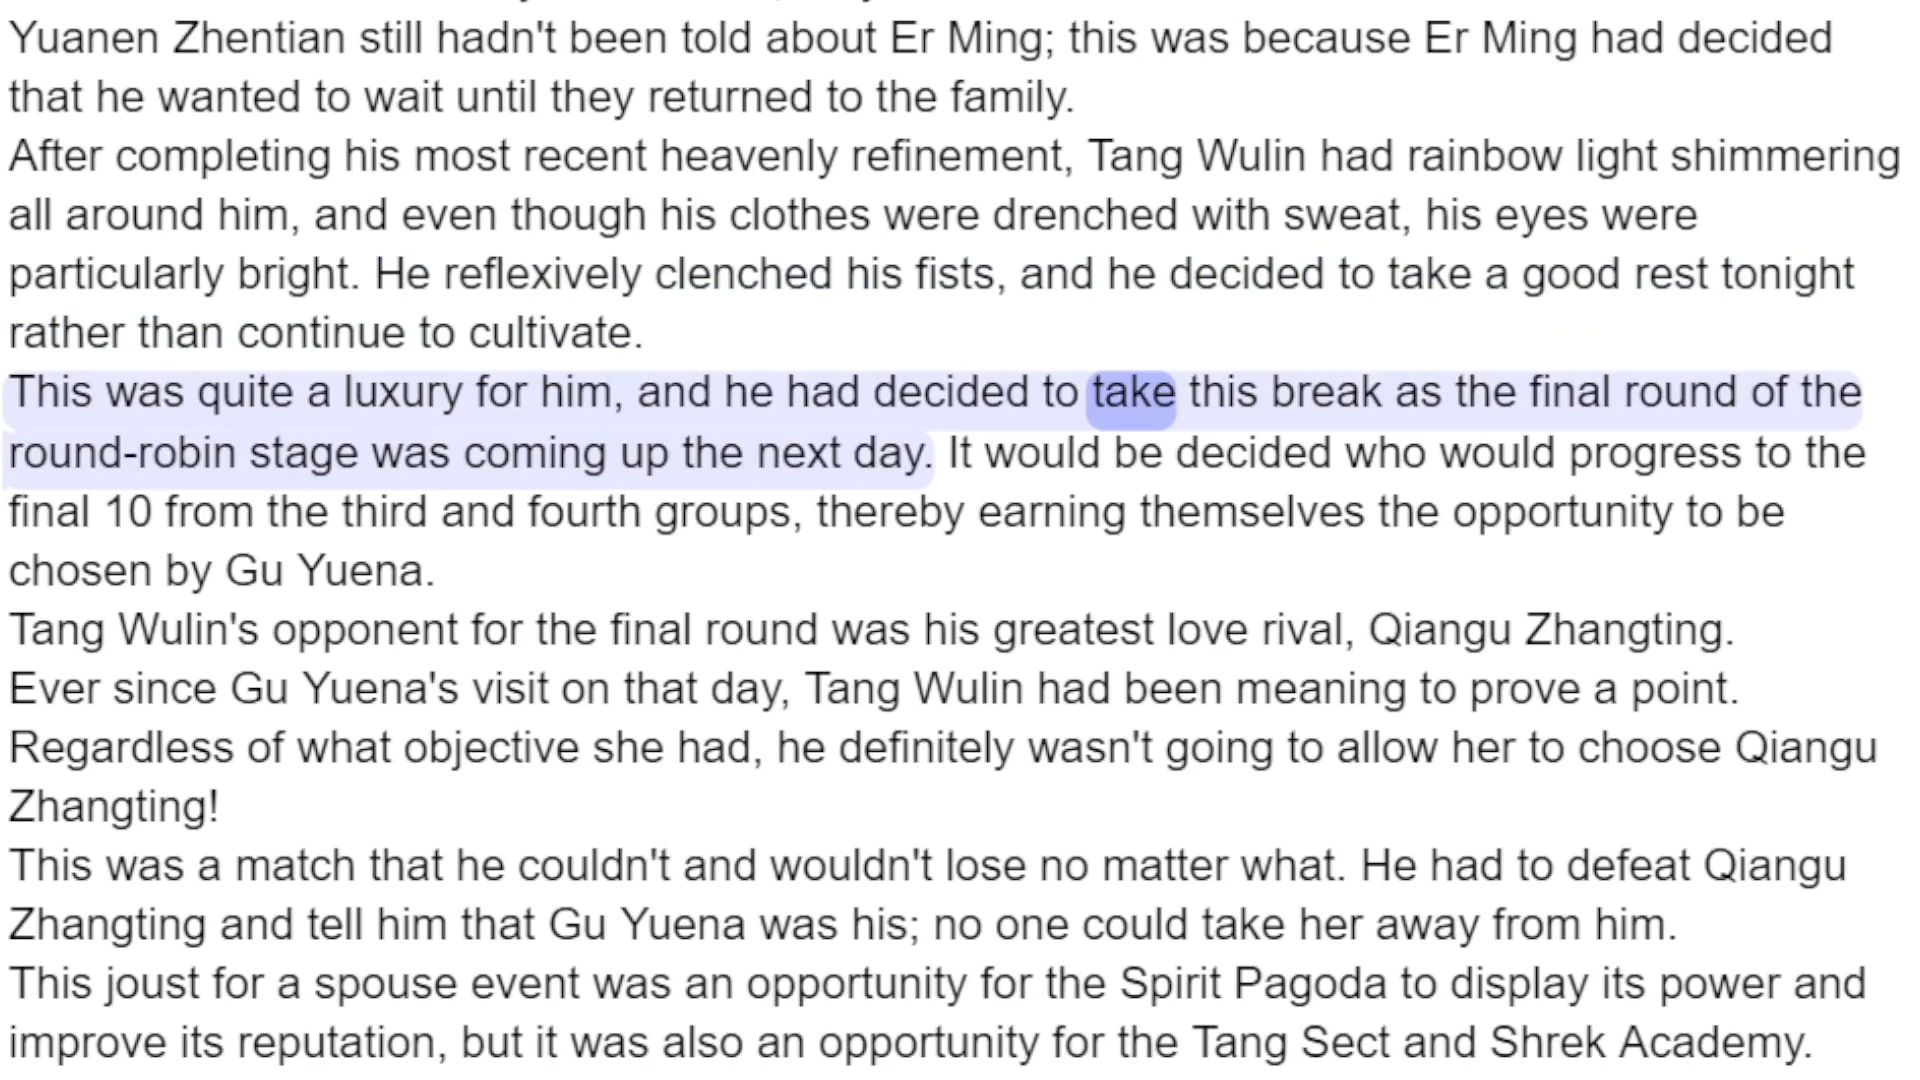 Yuanen Zhentian still hadn't been told about Er Ming; this was because Er Ming had decided
that he wanted to wait until they returned to the family.
After completing his most recent heavenly refinement, Tang Wulin had rainbow light shimmering
all around him, and even though his clothes were drenched with sweat, his eyes were
particularly bright. He reflexively clenched his fists, and he decided to take a good rest tonight
rather than continue to cultivate.
This was quite a luxury for him, and he had decided to take this break as the final round of the
round-robin stage was coming up the next day. It would be decided who would progress to the
final 10 from the third and fourth groups, thereby earning themselves the opportunity to be
chosen by Gu Yuena.
Tang Wulin's opponent for the final round was his greatest love rival, Qiangu Zhangting.
Ever since Gu Yuena's visit on that day, Tang Wulin had been meaning to prove a point.
Regardless of what objective she had, he definitely wasn't going to allow her to choose Qiangu
Zhangting!
This was a match that he couldn't and wouldn't lose no matter what. He had to defeat Qiangu
Zhangting and tell him that Gu Yuena was his; no one could take her away from him.
This joust for a spouse event was an opportunity for the Spirit Pagoda to display its power and
improve its reputation, but it was also an opportunity for the Tang Sect and Shrek Academy.